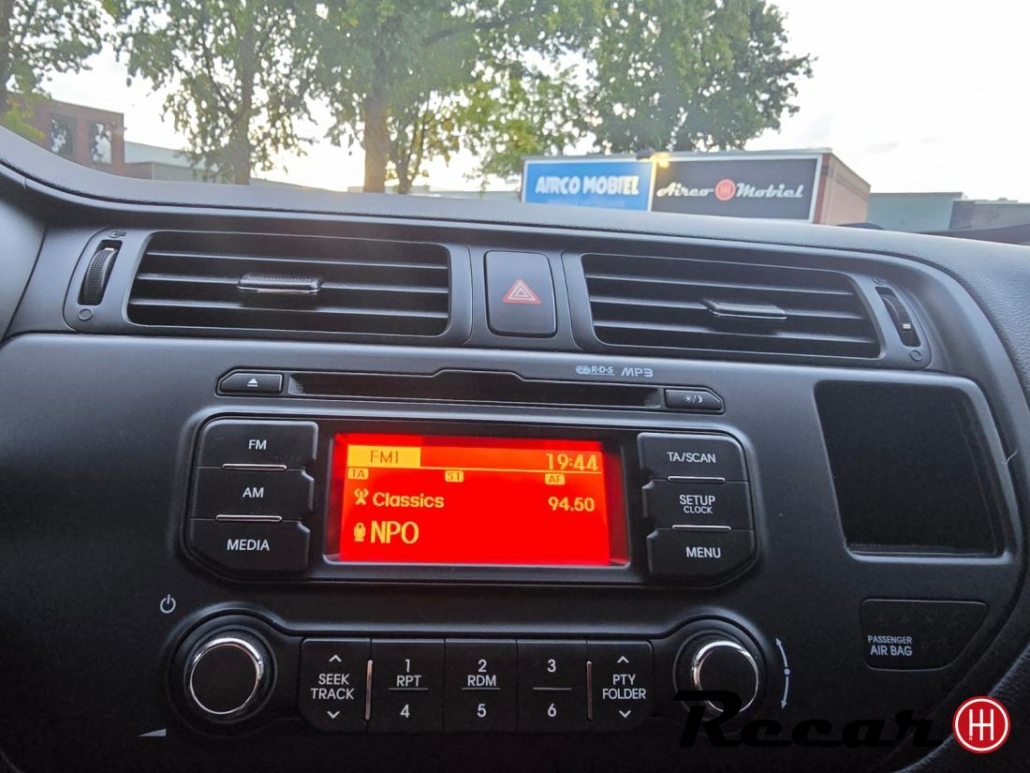 AIRCO MOBIEL
Airco Mobiel
R·D·S MP3
FM
AM
MEDIA
FM1 19:44
TA ST AF
Classics 94.50
NPO
TA/SCAN
SETUP
CLOCK
MENU
SEEK
TRACK
1 RPT 4
2 RDM 5
3 6
PTY
FOLDER
PASSENGER
AIR BAG
Recar